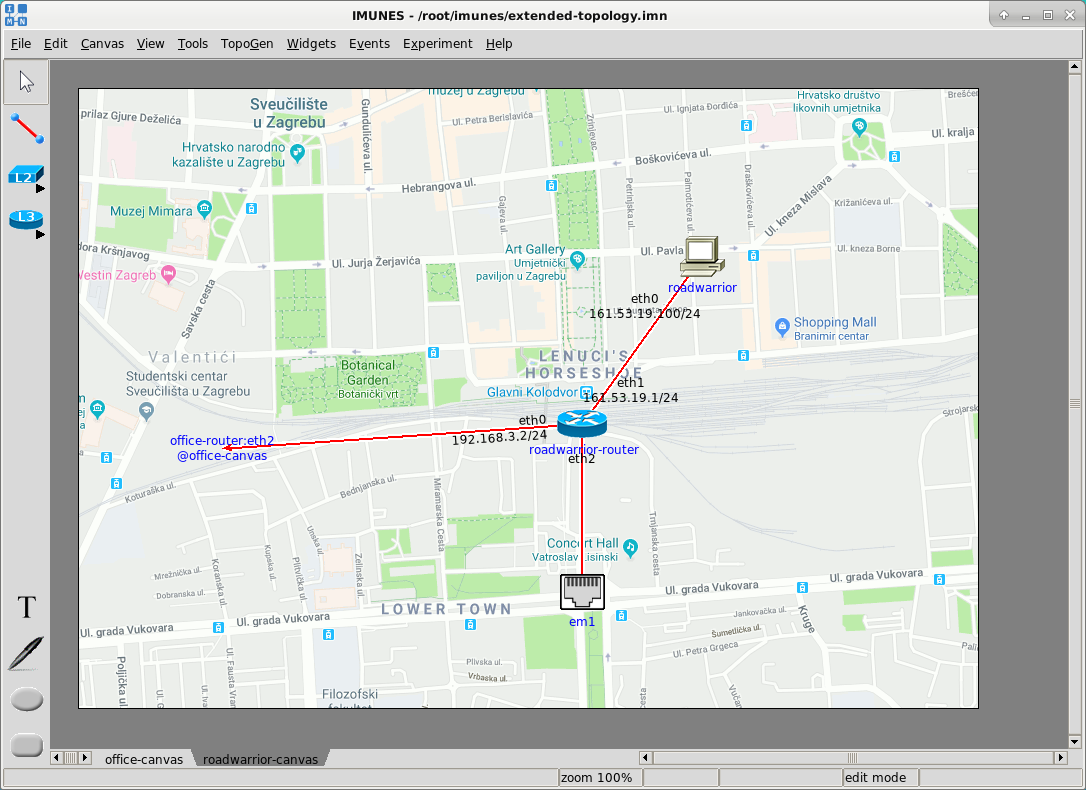 IMUNES - /root/imunes/extended-topology.imn
File Edit Canvas View Tools TopoGen Widgets Events Experiment Help
L2
L3
T
Sveučilište
u Zagrebu
prilaz Gjure Deželića
Gundulićeva ul.
muzej u Zagrebu
Ul. Petra Berislavića
Zrinjevac
Ul. Ignjata Đorđića
Hrvatsko društvo
likovnih umjetnika
Ul. kralja
Hrvatsko narodno
kazalište u Zagrebu
Boškovićeva ul.
Hebrangova ul.
Gajeva ul.
Petrinjska ul.
Palmotićeva ul.
Draškovićeva ul.
Ul. kneza Mislava
Križanićeva ul.
Muzej Mimara
dora Kršnjavog
Ul. Jurja Žerjavića
Art Gallery
Umjetnički
paviljon u Zagrebu
Ul. Pavla
Ul. kneza Borne
Westin Zagreb
Savska cesta
roadwarrior
eth0
161.53.19.100/24
Shopping Mall
Branimir centar
Valentići
Studentski centar
Sveučilišta u Zagrebu
Botanical
Garden
Botanički vrt
LENUCI'S
HORSESHOE
Glavni Kolodvor
eth1
161.53.19.1/24
Strojarsk
eth0
192.168.3.2/24
office-router:eth2
@office-canvas
roadwarrior-router
eth2
Koturaška ul.
Bednjanska ul.
Miramarska Cesta
Unska ul.
Trnjanska cesta
Concert Hall
Vatroslav Lisinski
Mrežnička ul.
Dobranska ul.
Koranska ul.
Kupska ul.
Plitvička ul.
Zelinska ul.
LOWER TOWN
em1
Ul. grada Vukovara
Ul. grada Vukovara
Ul. grada Vukovara
Ul. grada Vukovara
Jankovačka ul.
Kruge
Šumetlička ul.
Ul. Petra Grgeca
Poljička ul.
Ul. Fausta Vran
Plivska ul.
Vrbaska ul.
Filozofski
fakultet
office-canvas roadwarrior-canvas
zoom 100% edit mode